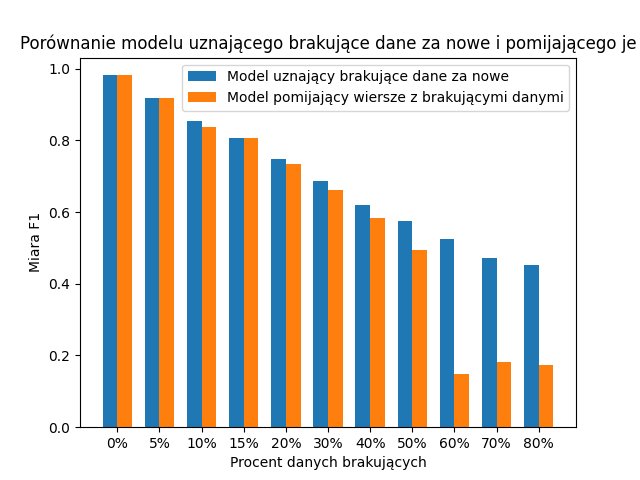 Porównanie modelu uznającego brakujące dane za nowe i pomijającego je
Model uznający brakujące dane za nowe
Model pomijający wiersze z brakującymi danymi
1.0
0.8
0.6
0.4
0.2
0.0
Miara F1
0% 5% 10% 15% 20% 30% 40% 50% 60% 70% 80%
Procent danych brakujących